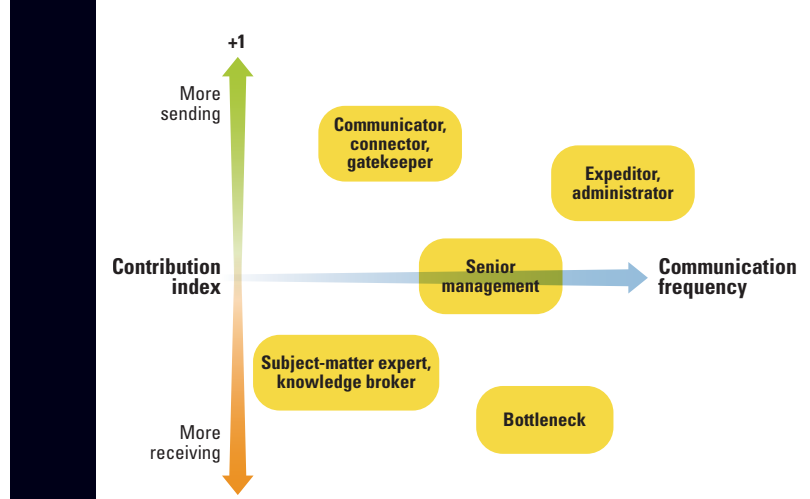 +1
More
sending
Communicator,
connector,
gatekeeper
Expeditor,
administrator
Contribution
index
Senior
management
Communication
frequency
Subject-matter expert,
knowledge broker
Bottleneck
More
receiving